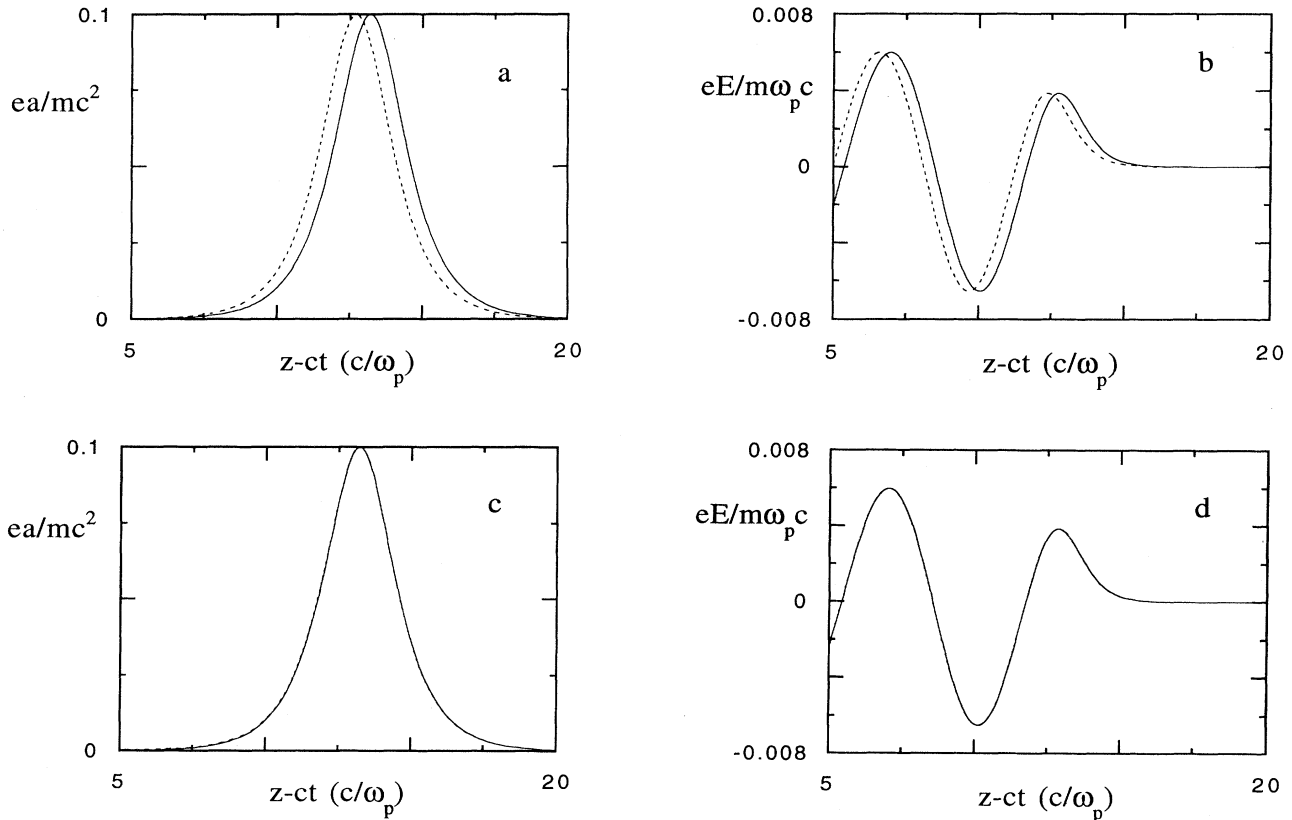 0.1
a
ea/mc²
0
5
20
z-ct (c/ωₚ)
0.008
b
eE/mωₚc
0
-0.008
5
20
z-ct (c/ωₚ)
0.1
c
ea/mc²
0
5
20
z-ct (c/ωₚ)
0.008
d
eE/mωₚc
0
-0.008
5
20
z-ct (c/ωₚ)